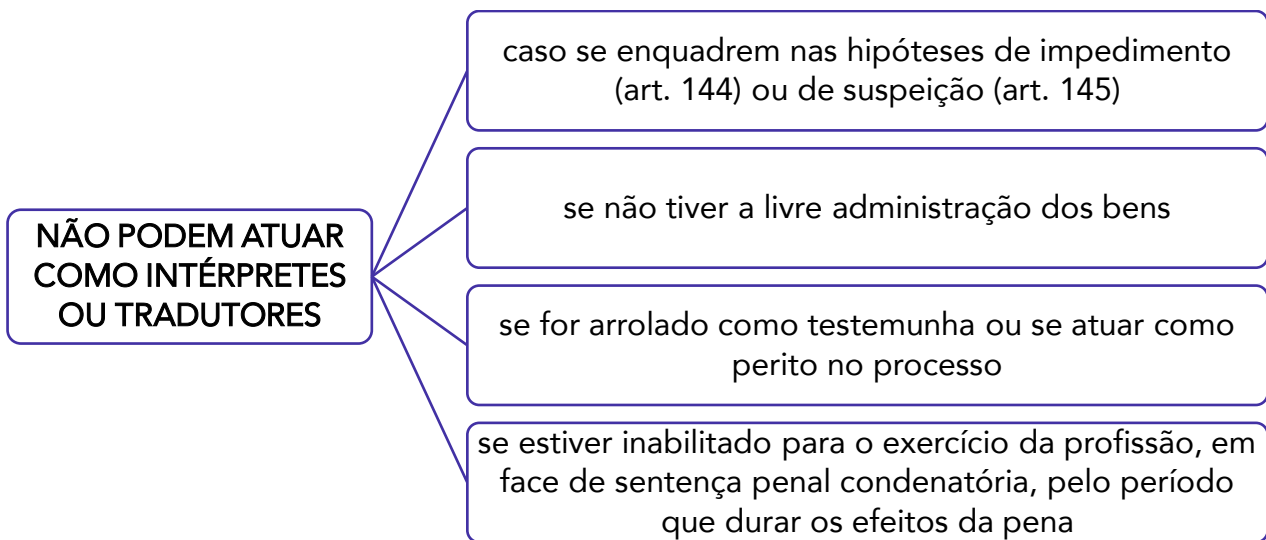 NÃO PODEM ATUAR
COMO INTÉRPRETES
OU TRADUTORES
caso se enquadrem nas hipóteses de impedimento
(art. 144) ou de suspeição (art. 145)
se não tiver a livre administração dos bens
se for arrolado como testemunha ou se atuar como
perito no processo
se estiver inabilitado para o exercício da profissão, em
face de sentença penal condenatória, pelo período
que durar os efeitos da pena